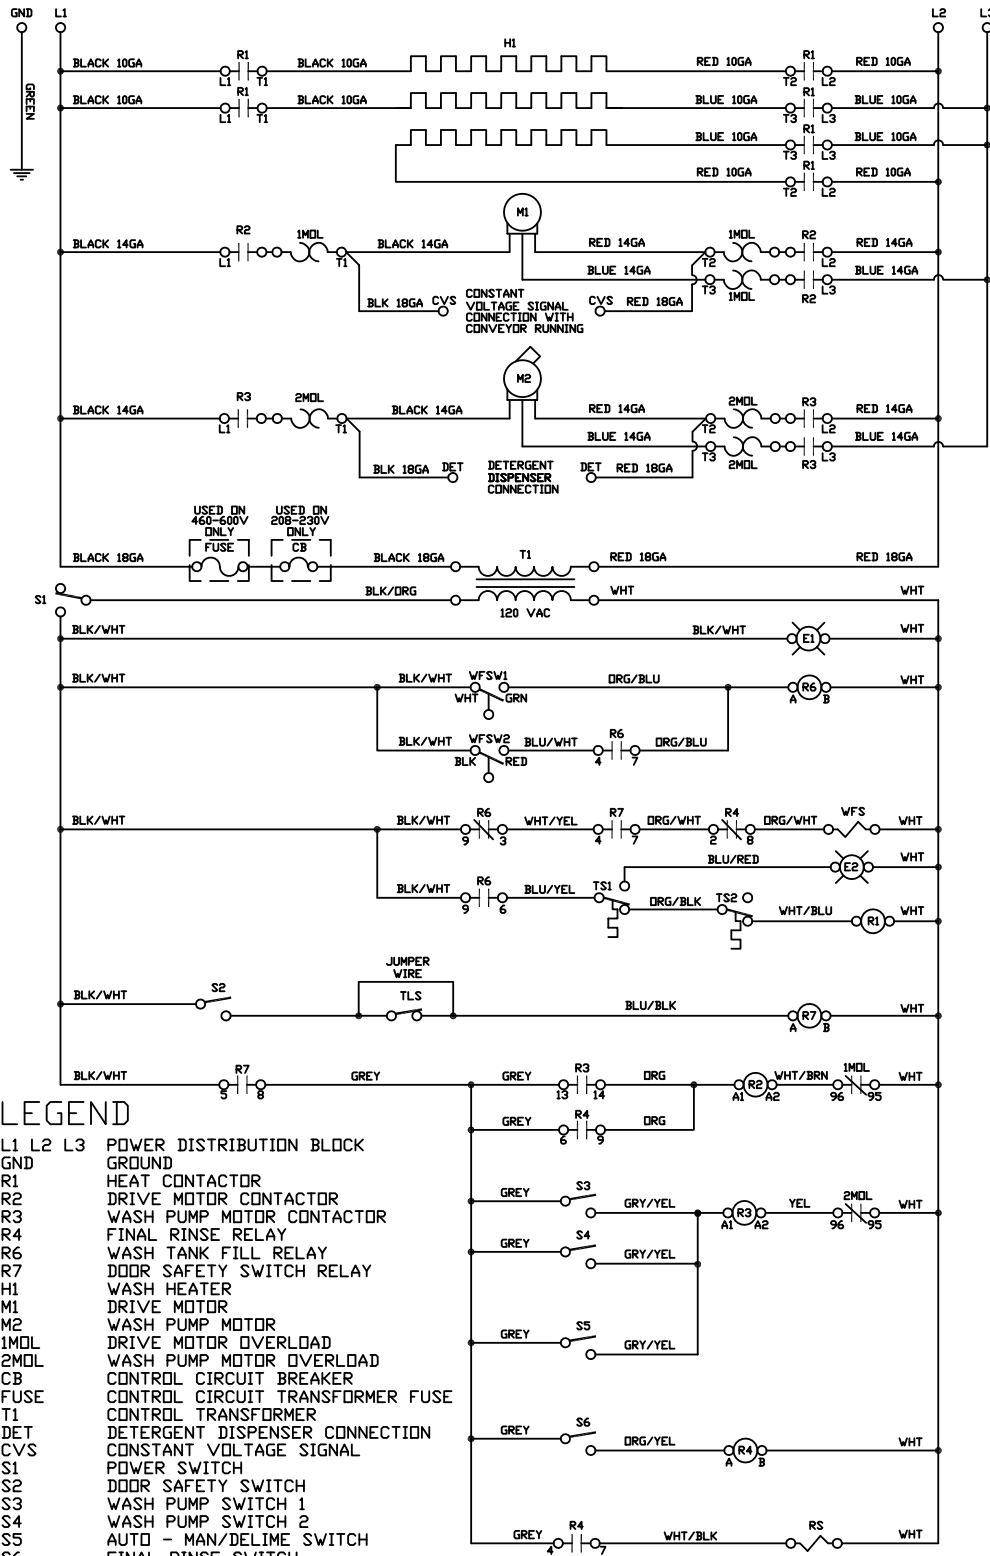 GND L1 L2 L3
GREEN
H1
BLACK 10GA R1 BLACK 10GA RED 10GA R1 RED 10GA
L1 T1 T2 L2
BLACK 10GA R1 BLACK 10GA BLUE 10GA R1 BLUE 10GA
L1 T1 T3 L3
BLUE 10GA R1 BLUE 10GA
T3 L3
RED 10GA R1 RED 10GA
T2 L2
M1
BLACK 14GA R2 1MOL BLACK 14GA RED 14GA 1MOL R2 RED 14GA
L1 T1 T2 L2
BLUE 14GA BLUE 14GA
T3 1MOL R2 L3
BLK 18GA CVS CONSTANT
VOLTAGE SIGNAL
CONNECTION WITH
CONVEYOR RUNNING
CVS RED 18GA
M2
BLACK 14GA R3 2MOL BLACK 14GA RED 14GA 2MOL R3 RED 14GA
L1 T1 T2 L2
BLUE 14GA BLUE 14GA
T3 2MOL R3 L3
BLK 18GA DET DETERGENT
DISPENSER
CONNECTION
DET RED 18GA
USED ON
460-600V
ONLY
FUSE
USED ON
208-230V
ONLY
CB
BLACK 18GA BLACK 18GA T1 RED 18GA RED 18GA
S1 BLK/ORG WHT WHT
120 VAC
BLK/WHT BLK/WHT E1 WHT
BLK/WHT WFSW1 ORG/BLU R6 WHT
BLK/WHT
WHT GRN A B
BLK/WHT WFSW2 BLU/WHT R6 ORG/BLU
BLK RED 4 7
BLK/WHT BLK/WHT R6 WHT/YEL R7 ORG/WHT R4 ORG/WHT WFS WHT
9 3 4 7 2 8
BLU/RED E2 WHT
BLK/WHT R6 BLU/YEL TS1 ORG/BLK TS2 WHT/BLU R1 WHT
9 6
JUMPER
WIRE
BLK/WHT S2 TLS BLU/BLK R7 WHT
A B
BLK/WHT R7 GREY GREY R3 ORG R2 WHT/BRN 1MOL WHT
5 8 13 14 A1 A2 96 95
GREY R4 ORG
6 9
GREY S3 GRY/YEL R3 YEL 2MOL WHT
A1 A2 96 95
GREY S4 GRY/YEL
GREY S5 GRY/YEL
GREY S6 ORG/YEL R4 WHT
A B
GREY R4 WHT/BLK RS WHT
4 7
LEGEND
L1 L2 L3 POWER DISTRIBUTION BLOCK
GND GROUND
R1 HEAT CONTACTOR
R2 DRIVE MOTOR CONTACTOR
R3 WASH PUMP MOTOR CONTACTOR
R4 FINAL RINSE RELAY
R6 WASH TANK FILL RELAY
R7 DOOR SAFETY SWITCH RELAY
H1 WASH HEATER
M1 DRIVE MOTOR
M2 WASH PUMP MOTOR
1MOL DRIVE MOTOR OVERLOAD
2MOL WASH PUMP MOTOR OVERLOAD
CB CONTROL CIRCUIT BREAKER
FUSE CONTROL CIRCUIT TRANSFORMER FUSE
T1 CONTROL TRANSFORMER
DET DETERGENT DISPENSER CONNECTION
CVS CONSTANT VOLTAGE SIGNAL
S1 POWER SWITCH
S2 DOOR SAFETY SWITCH
S3 WASH PUMP SWITCH 1
S4 WASH PUMP SWITCH 2
S5 AUTO - MAN/DELIME SWITCH
S6 FINAL RINSE SWITCH